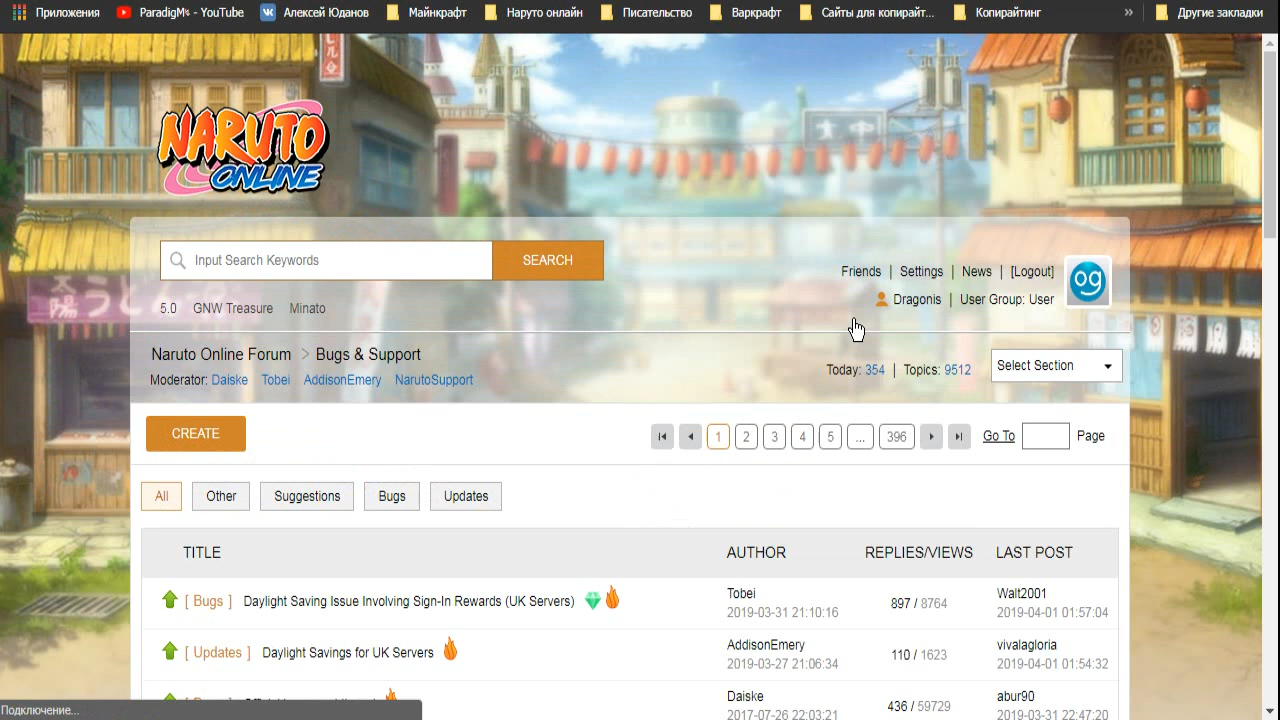 Приложения ParadigM℠ - YouTube Алексей Юданов Майнкрафт Наруто онлайн Писательство Варкрафт Сайты для копирайт... Копирайтинг » Другие закладки
NARUTO
ONLINE
Input Search Keywords SEARCH
5.0 GNW Treasure Minato
Friends | Settings | News | [Logout]
Dragonis | User Group: User
og
Naruto Online Forum > Bugs & Support
Moderator: Daiske Tobei AddisonEmery NarutoSupport
Today: 354 | Topics: 9512
Select Section
CREATE
1 2 3 4 5 ... 396 Go To Page
All Other Suggestions Bugs Updates
TITLE AUTHOR REPLIES/VIEWS LAST POST
[ Bugs ] Daylight Saving Issue Involving Sign-In Rewards (UK Servers) Tobei 897 / 8764 Walt2001
2019-03-31 21:10:16 2019-04-01 01:57:04
[ Updates ] Daylight Savings for UK Servers AddisonEmery 110 / 1623 vivalagloria
2019-03-27 21:06:34 2019-04-01 01:54:32
Daiske 436 / 59729 abur90
2017-07-26 22:03:21 2019-03-31 22:47:20
Подключение...